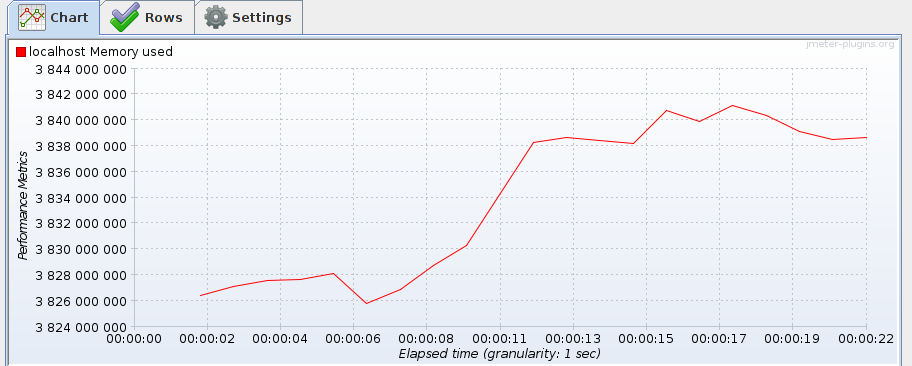 Chart Rows Settings
jmeter-plugins.org
localhost Memory used
3 844 000 000
3 842 000 000
3 840 000 000
3 838 000 000
3 836 000 000
3 834 000 000
3 832 000 000
3 830 000 000
3 828 000 000
3 826 000 000
3 824 000 000
Performance Metrics
00:00:00 00:00:02 00:00:04 00:00:06 00:00:08 00:00:11 00:00:13 00:00:15 00:00:17 00:00:19 00:00:22
Elapsed time (granularity: 1 sec)